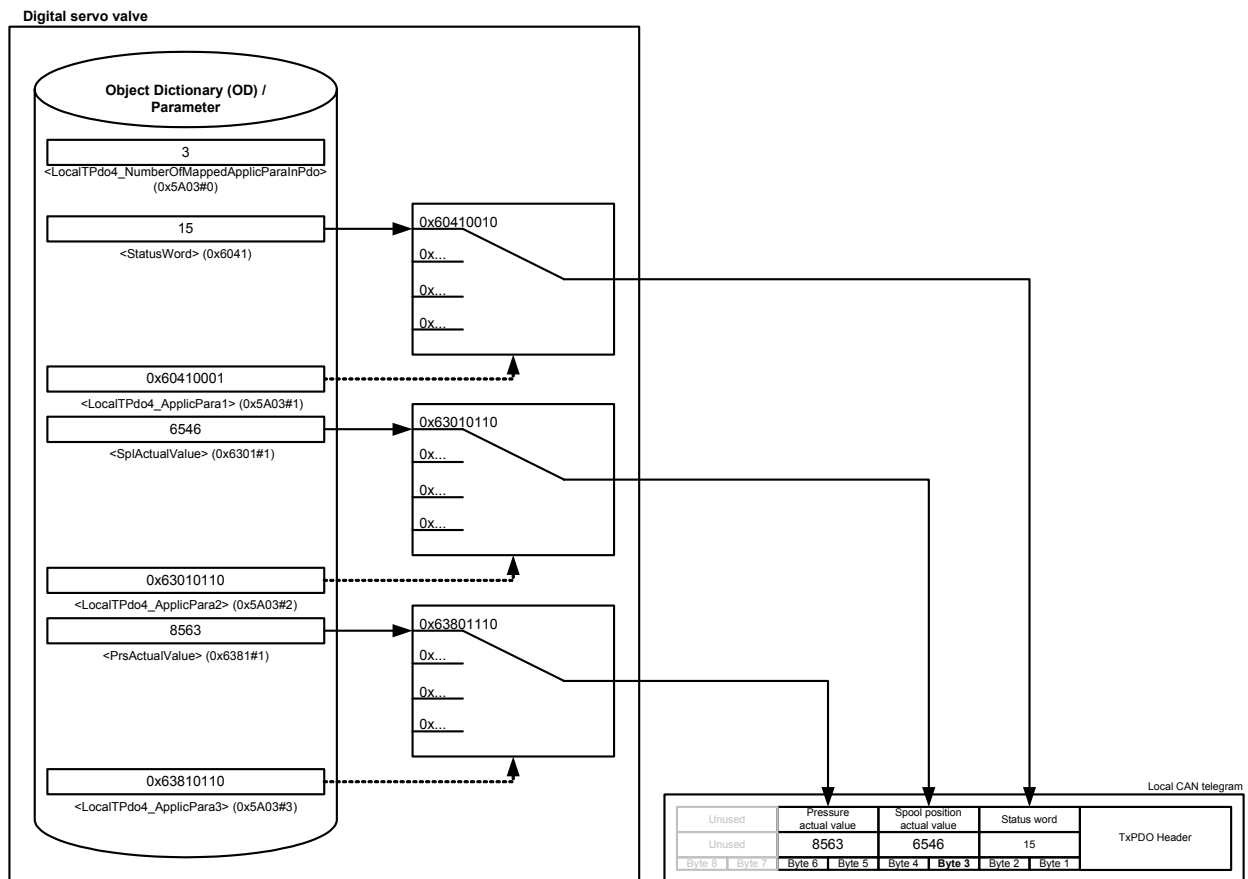 Digital servo valve
Object Dictionary (OD) /
Parameter
3
<LocalTPdo4_NumberOfMappedApplicParaInPdo>
(0x5A03#0)
15
<StatusWord> (0x6041)
0x60410010
0x...
0x...
0x...
0x60410001
<LocalTPdo4_ApplicPara1> (0x5A03#1)
6546
<SplActualValue> (0x6301#1)
0x63010110
0x...
0x...
0x...
0x63010110
<LocalTPdo4_ApplicPara2> (0x5A03#2)
8563
<PrsActualValue> (0x6381#1)
0x63801110
0x...
0x...
0x...
0x63810110
<LocalTPdo4_ApplicPara3> (0x5A03#3)
Local CAN telegram
Unused
Pressure
actual value
Spool position
actual value
Status word
TxPDO Header
Unused
8563
6546
15
Byte 8
Byte 7
Byte 6
Byte 5
Byte 4
Byte 3
Byte 2
Byte 1